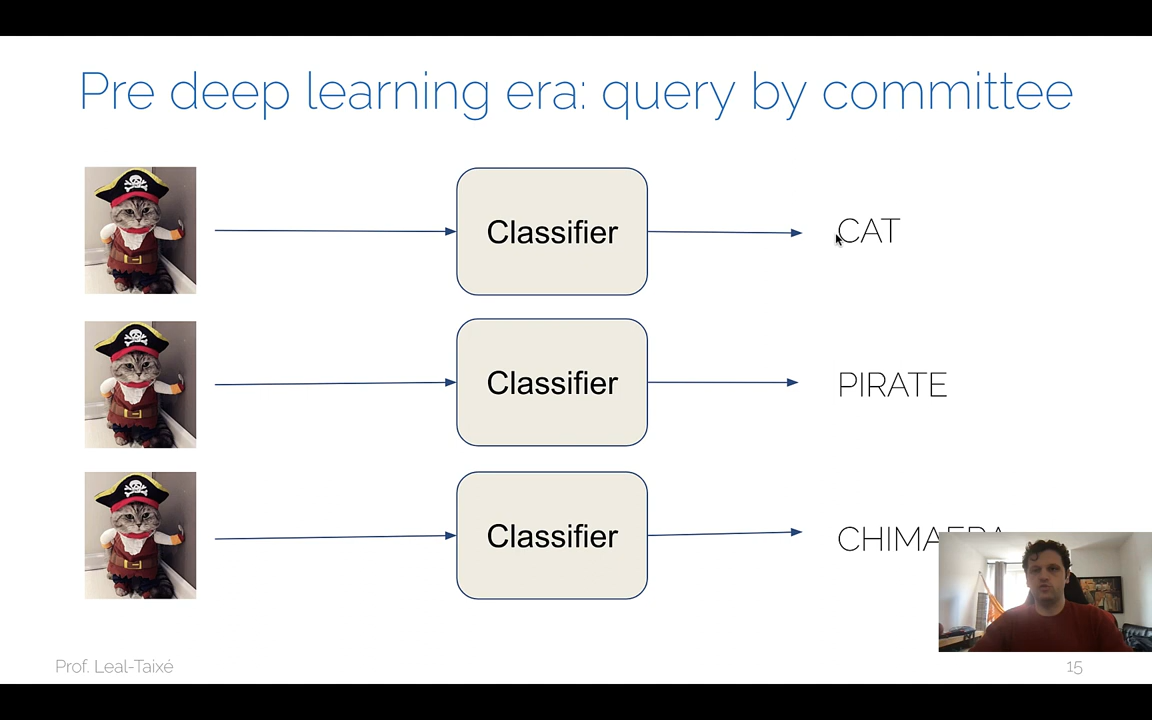 Pre deep learning era: query by committee
Classifier
CAT
Classifier
PIRATE
Classifier
Prof. Leal-Taixé
15